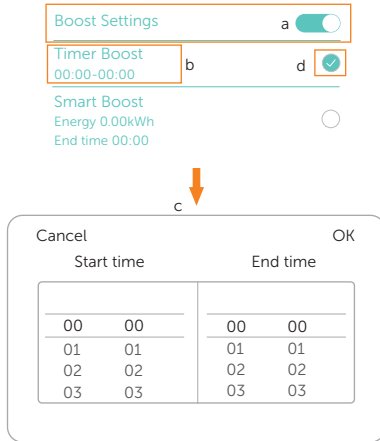 Boost Settings a
Timer Boost b d
00:00-00:00
Smart Boost
Energy 0.00kWh
End time 00:00
c
Cancel OK
Start time End time
00 00 00 00
01 01 01 01
02 02 02 02
03 03 03 03